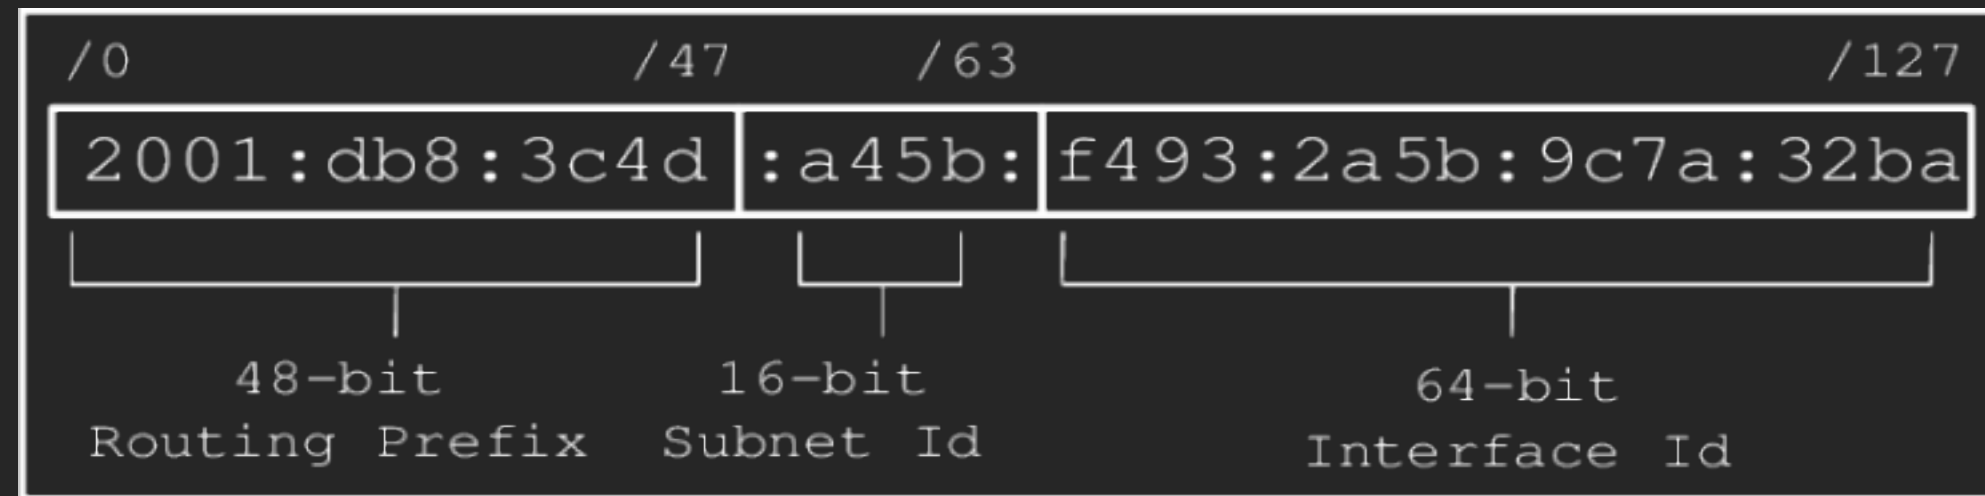 /0 /47 /63 /127
2001:db8:3c4d :a45b: f493:2a5b:9c7a:32ba
48-bit 16-bit 64-bit
Routing Prefix Subnet Id Interface Id